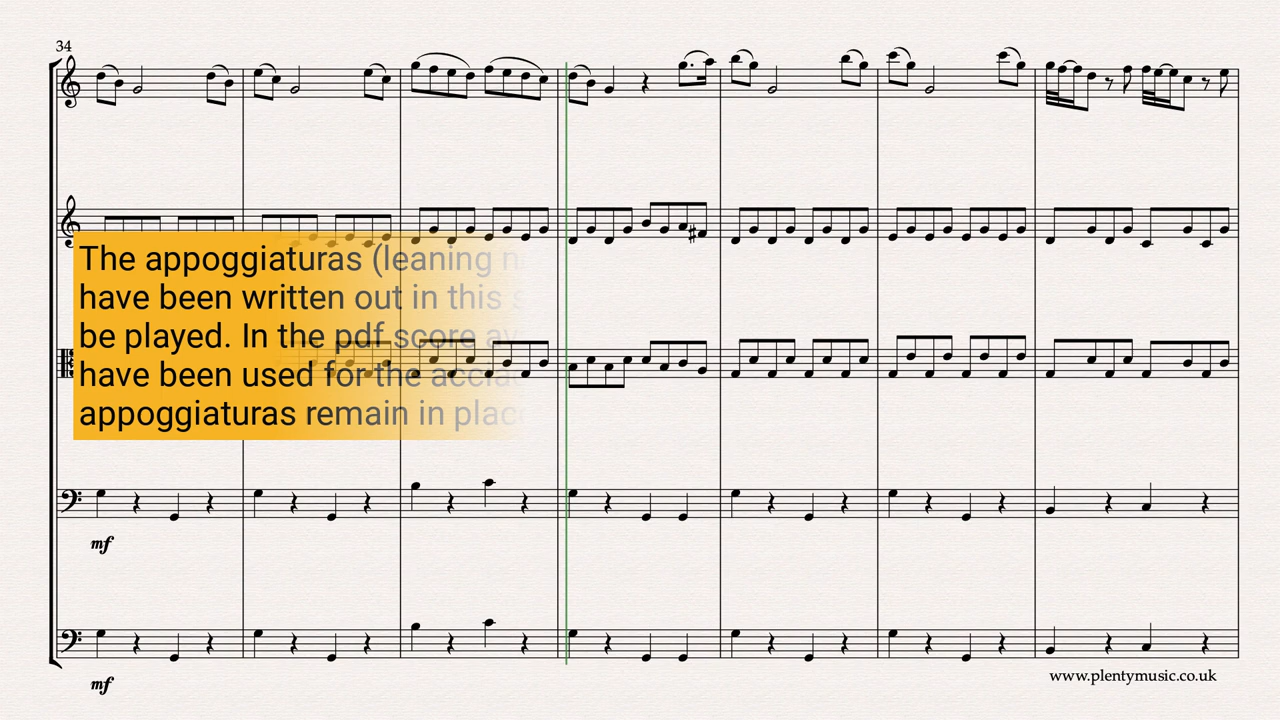 34
The appoggiaturas (leaning
have been written out in this
be played. In the pdf score
have been used for the
appoggiaturas remain in
mf
mf
www.plentymusic.co.uk